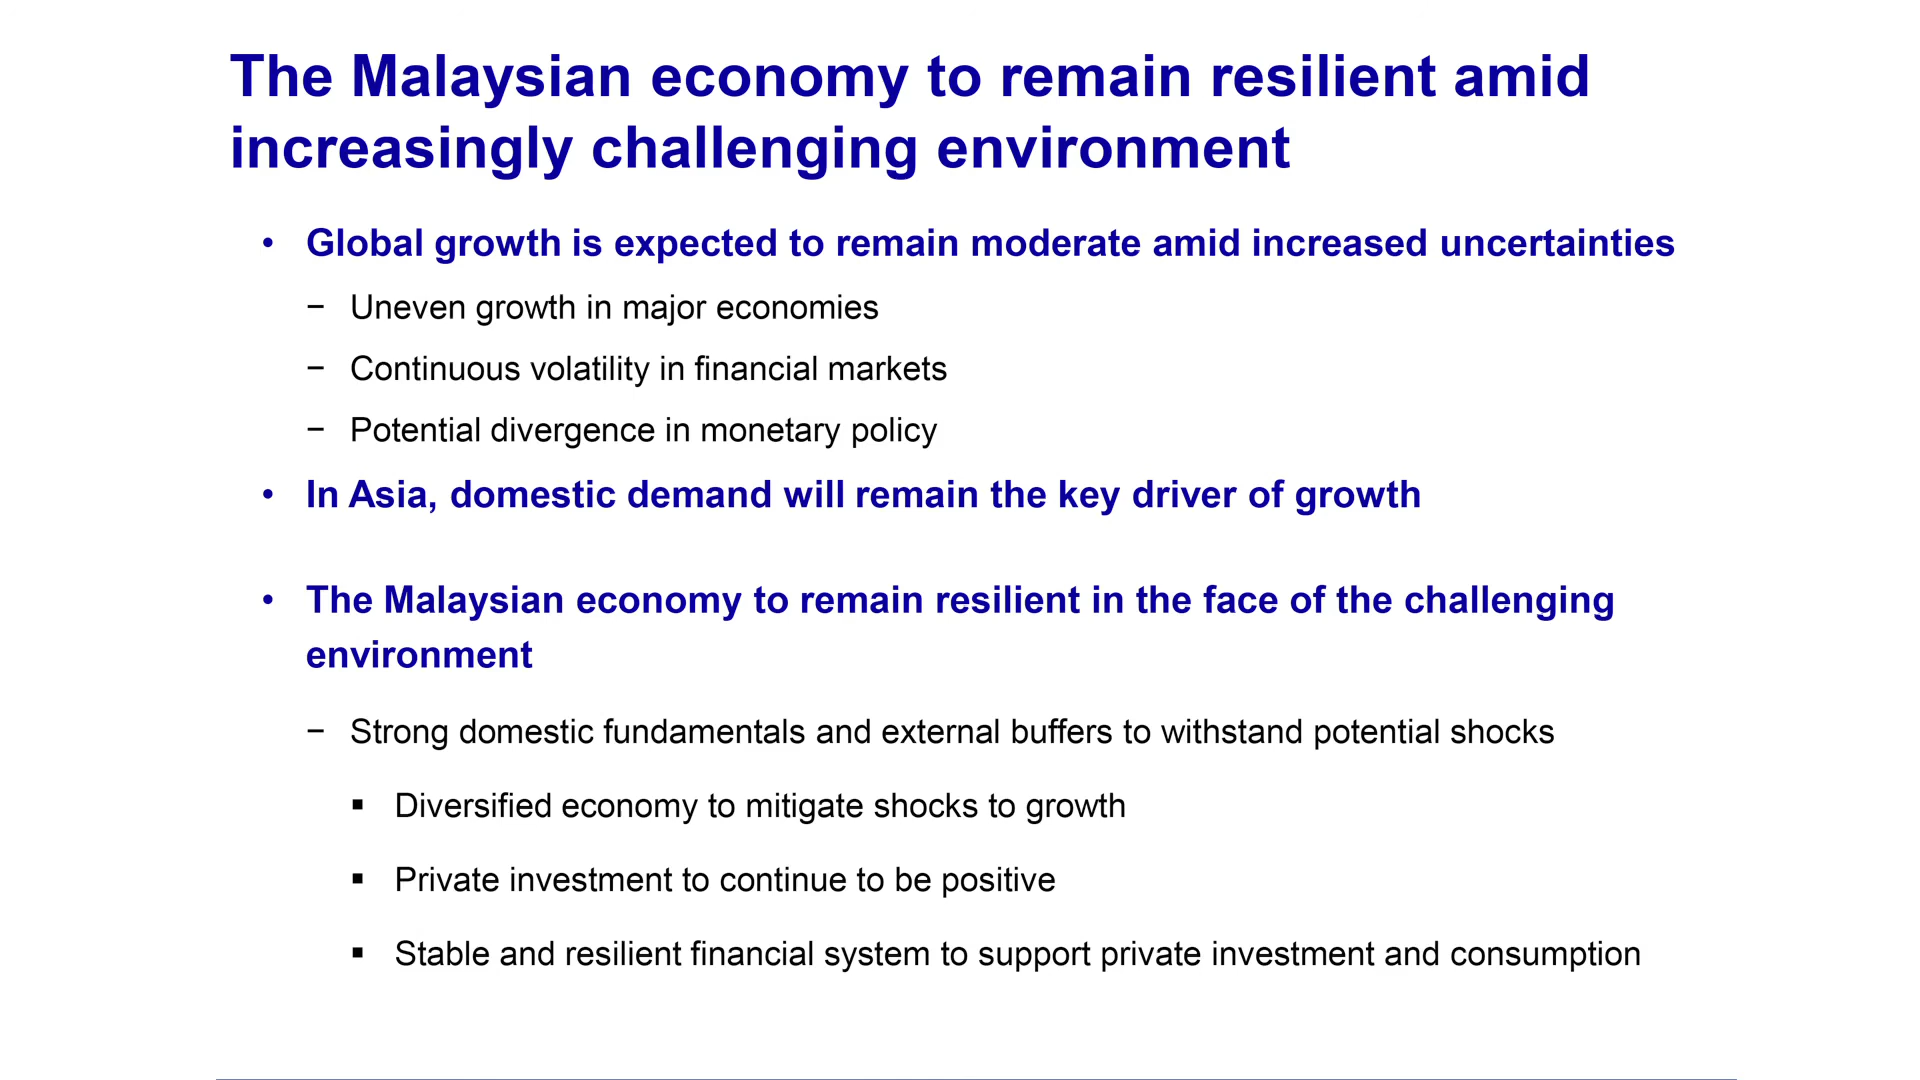 The Malaysian economy to remain resilient amid
increasingly challenging environment
• Global growth is expected to remain moderate amid increased uncertainties
− Uneven growth in major economies
− Continuous volatility in financial markets
− Potential divergence in monetary policy
• In Asia, domestic demand will remain the key driver of growth
• The Malaysian economy to remain resilient in the face of the challenging
environment
− Strong domestic fundamentals and external buffers to withstand potential shocks
▪ Diversified economy to mitigate shocks to growth
▪ Private investment to continue to be positive
▪ Stable and resilient financial system to support private investment and consumption